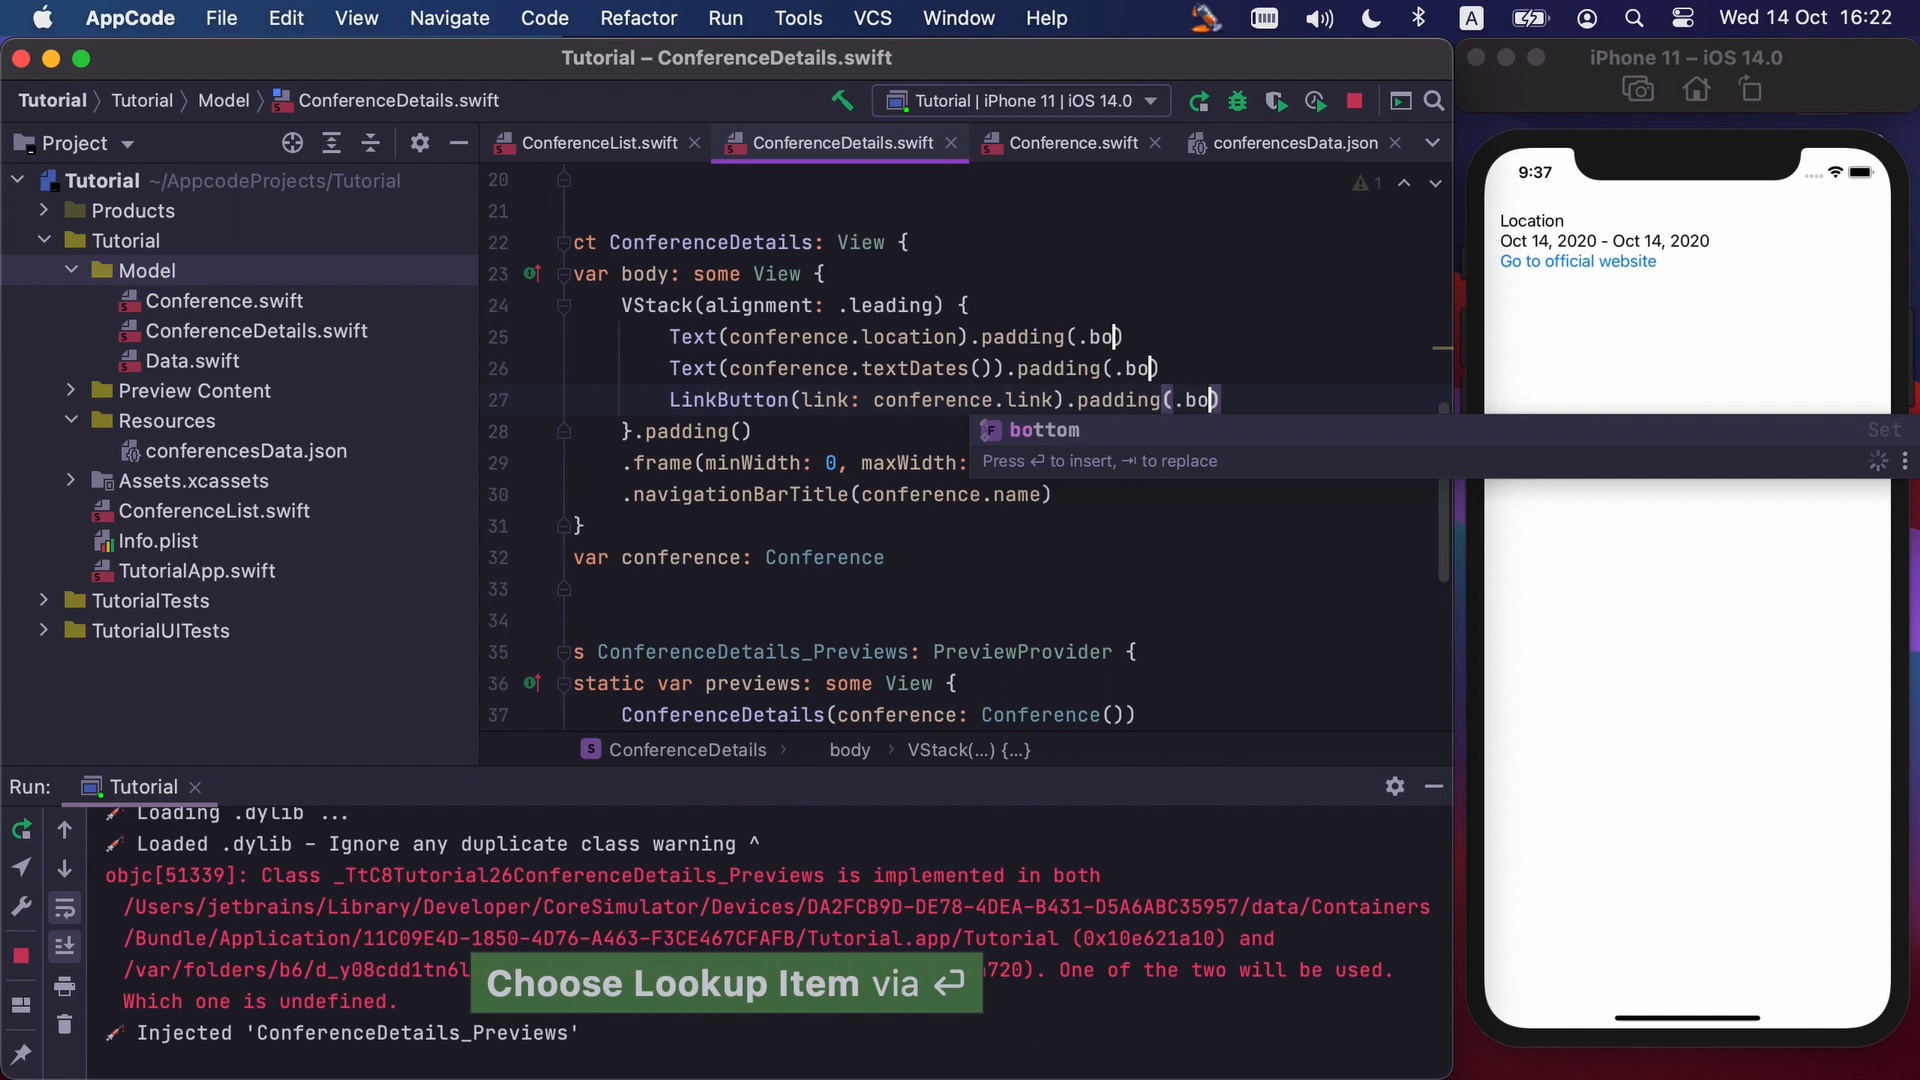 AppCode File Edit View Navigate Code Refactor Run Tools VCS Window Help A Wed 14 Oct 16:22
Tutorial – ConferenceDetails.swift
iPhone 11 – iOS 14.0
Tutorial Tutorial Model ConferenceDetails.swift
Tutorial | iPhone 11 | iOS 14.0
Project
ConferenceList.swift ConferenceDetails.swift Conference.swift conferencesData.json
Tutorial ~/AppcodeProjects/Tutorial
Products
Tutorial
Model
Conference.swift
ConferenceDetails.swift
Data.swift
Preview Content
Resources
conferencesData.json
Assets.xcassets
ConferenceList.swift
Info.plist
TutorialApp.swift
TutorialTests
TutorialUITests
1
20
21
22 ct ConferenceDetails: View {
23 var body: some View {
24 VStack(alignment: .leading) {
25 Text(conference.location).padding(.bo)
26 Text(conference.textDates()).padding(.bo)
27 LinkButton(link: conference.link).padding(.bo)
28 }.padding()
29 .frame(minWidth: 0, maxWidth:
30 .navigationBarTitle(conference.name)
31 }
32 var conference: Conference
33
34
35 s ConferenceDetails_Previews: PreviewProvider {
36 static var previews: some View {
37 ConferenceDetails(conference: Conference())
F bottom Set
Press ↩ to insert, ⇥ to replace
S ConferenceDetails body VStack(...) {...}
9:37
Location
Oct 14, 2020 - Oct 14, 2020
Go to official website
Run: Tutorial
Loading .dylib ...
Loaded .dylib - Ignore any duplicate class warning ^
objc[51339]: Class _TtC8Tutorial26ConferenceDetails_Previews is implemented in both
/Users/jetbrains/Library/Developer/CoreSimulator/Devices/DA2FCB9D-DE78-4DEA-B431-D5A6ABC35957/data/Containers
/Bundle/Application/11C09E4D-1850-4D76-A463-F3CE467CFAFB/Tutorial.app/Tutorial (0x10e621a10) and
/var/folders/b6/d_y08cdd1tn6l a720). One of the two will be used.
Which one is undefined.
Injected 'ConferenceDetails_Previews'
Choose Lookup Item via ↩